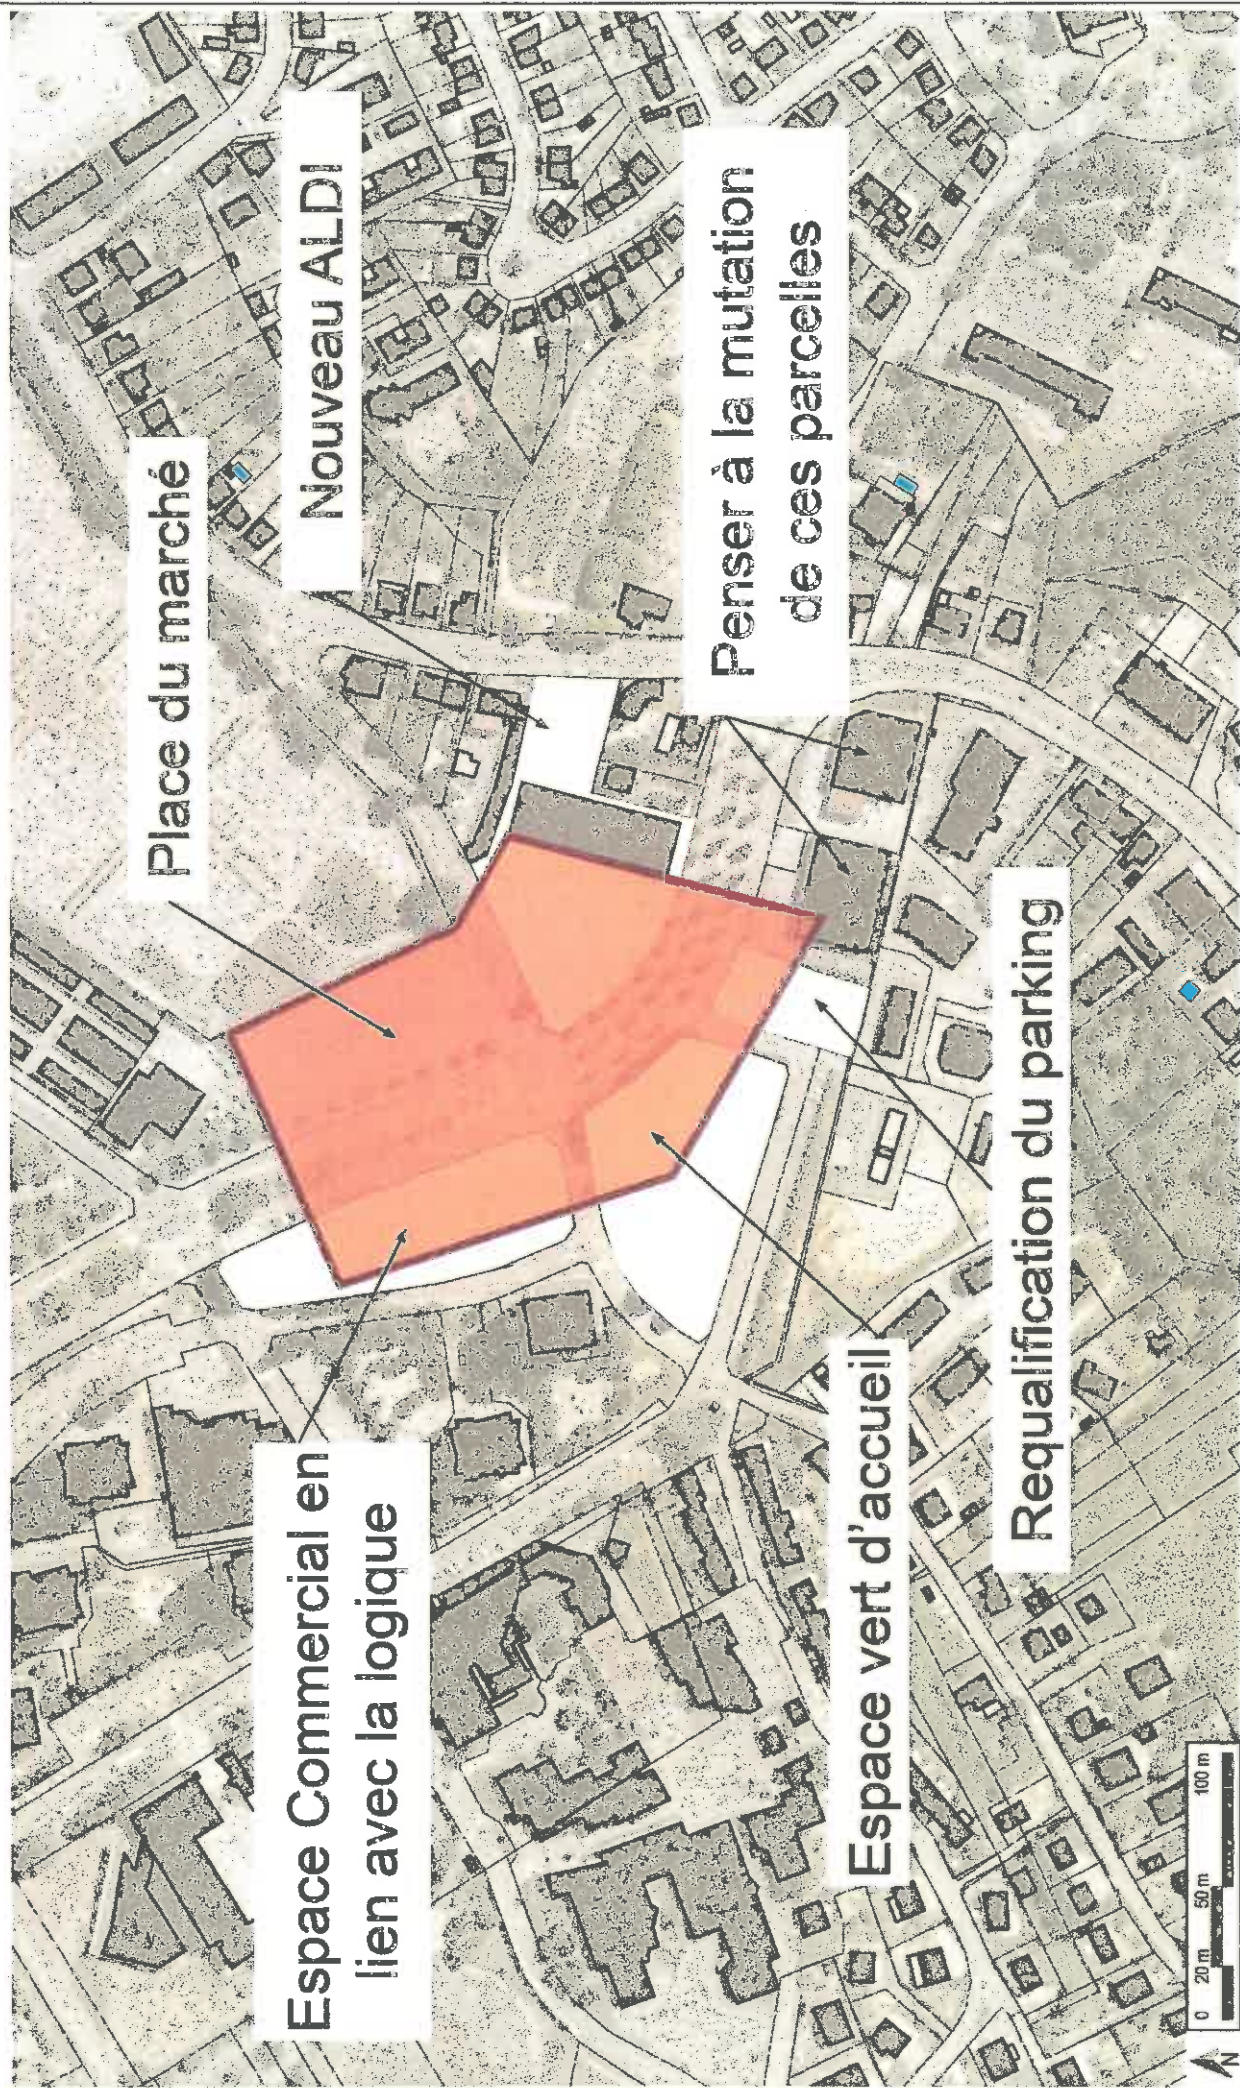 Place du marché
Nouveau ALDI
Espace Commercial en
lien avec la logique
Penser à la mutation
de ces parcelles
Espace vert d'accueil
Requalification du parking
0 20 m 50 m 100 m
N